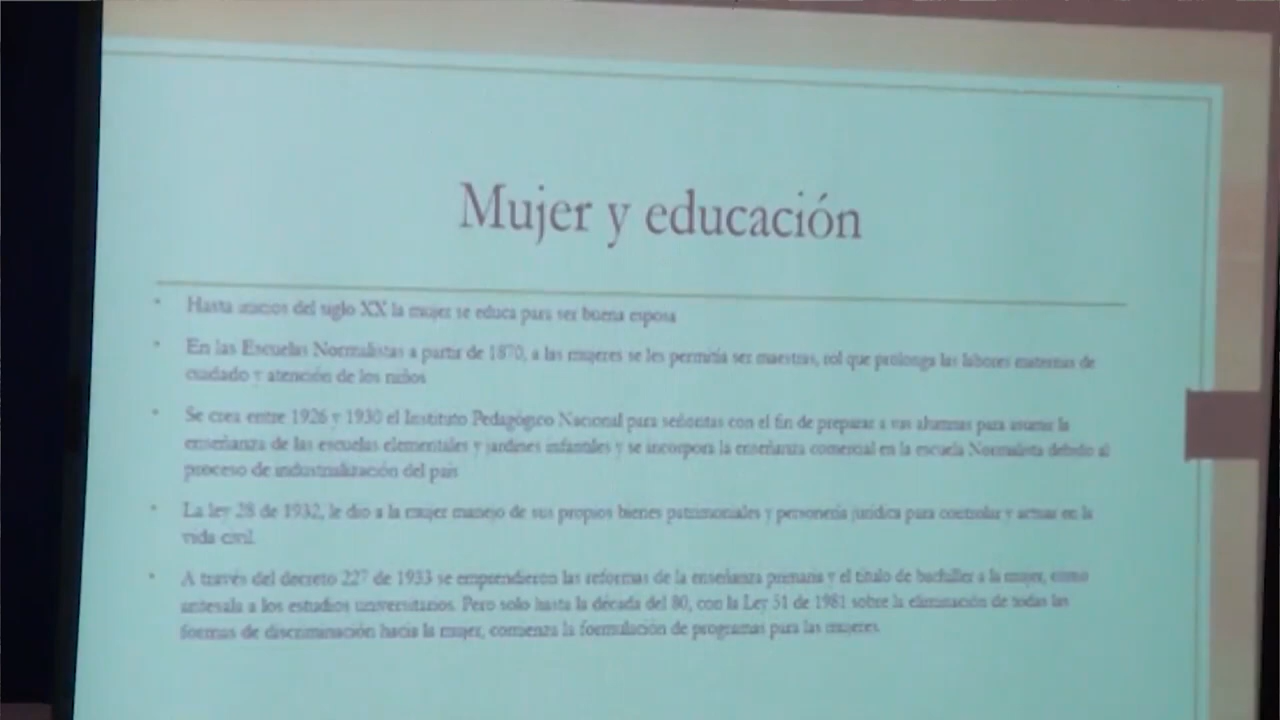 Mujer y educación
• Hasta inicios del siglo XX la mujer se educa para ser buena esposa
• En las Escuelas Normalistas a partir de 1870, a las mujeres se les permitía ser maestras, rol que prolonga las labores maternas de
cuidado y atención de los niños
• Se crea entre 1926 y 1930 el Instituto Pedagógico Nacional para señoritas con el fin de preparar a sus alumnas para asumir la
enseñanza de las escuelas elementales y jardines infantiles y se incorpora la enseñanza comercial en la escuela Normalista debido al
proceso de industrialización del país
• La ley 28 de 1932, le dio a la mujer manejo de sus propios bienes patrimoniales y personería jurídica para controlar y actuar en la
vida civil.
• A través del decreto 227 de 1933 se emprendieron las reformas de la enseñanza primaria y el título de bachiller a la mujer, como
antesala a los estudios universitarios. Pero solo hasta la década del 80, con la Ley 51 de 1981 sobre la eliminación de todas las
formas de discriminación hacia la mujer, comienza la formulación de programas para las mujeres.